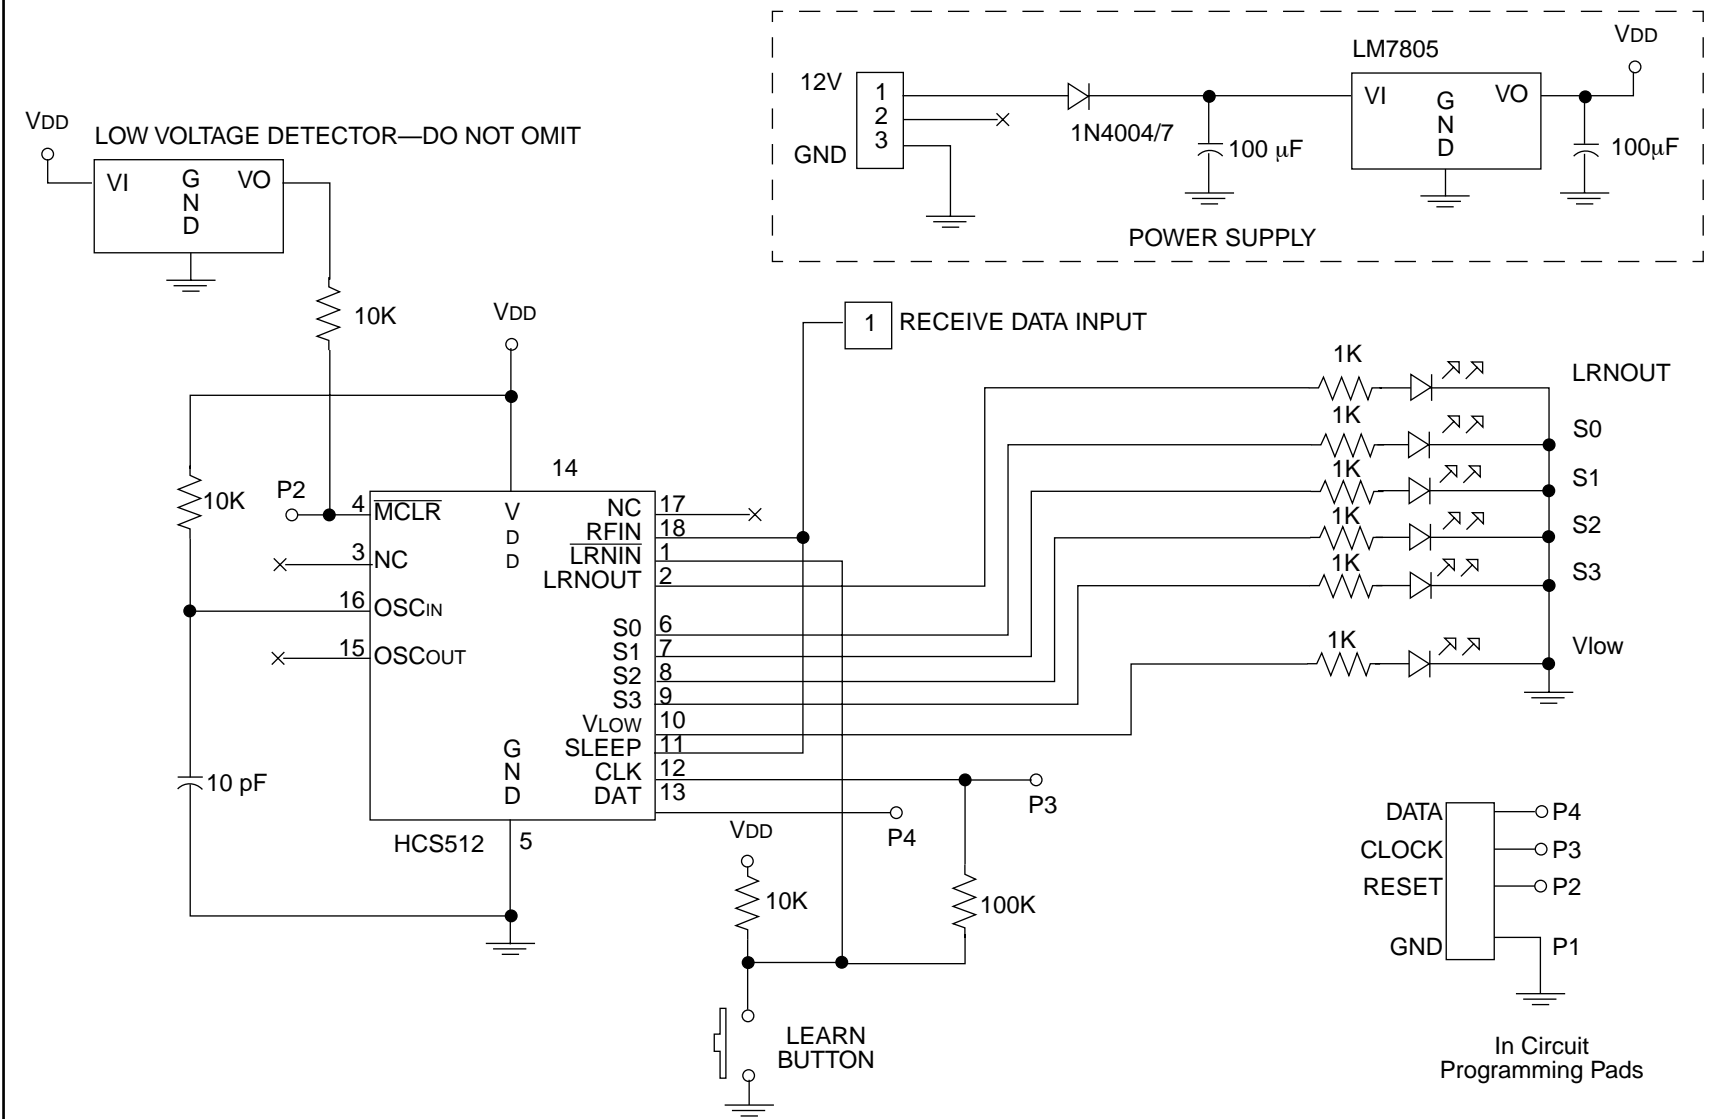 LM7805
VDD
12V
1
2
3
GND
1N4004/7
100 µF
VI
G
N
D
VO
100µF
POWER SUPPLY
VDD
LOW VOLTAGE DETECTOR—DO NOT OMIT
VI
G
N
D
VO
10K
VDD
1
RECEIVE DATA INPUT
10K
P2
14
4
MCLR
3
NC
16
OSCIN
15
OSCOUT
V
D
D
NC
17
RFIN
18
LRNIN
1
LRNOUT
2
S0
6
S1
7
S2
8
S3
9
VLOW
10
SLEEP
11
CLK
12
DAT
13
G
N
D
HCS512
5
10 pF
1K
LRNOUT
1K
S0
1K
S1
1K
S2
1K
S3
1K
Vlow
P3
P4
VDD
10K
100K
LEARN
BUTTON
DATA
P4
CLOCK
P3
RESET
P2
GND
P1
In Circuit
Programming Pads